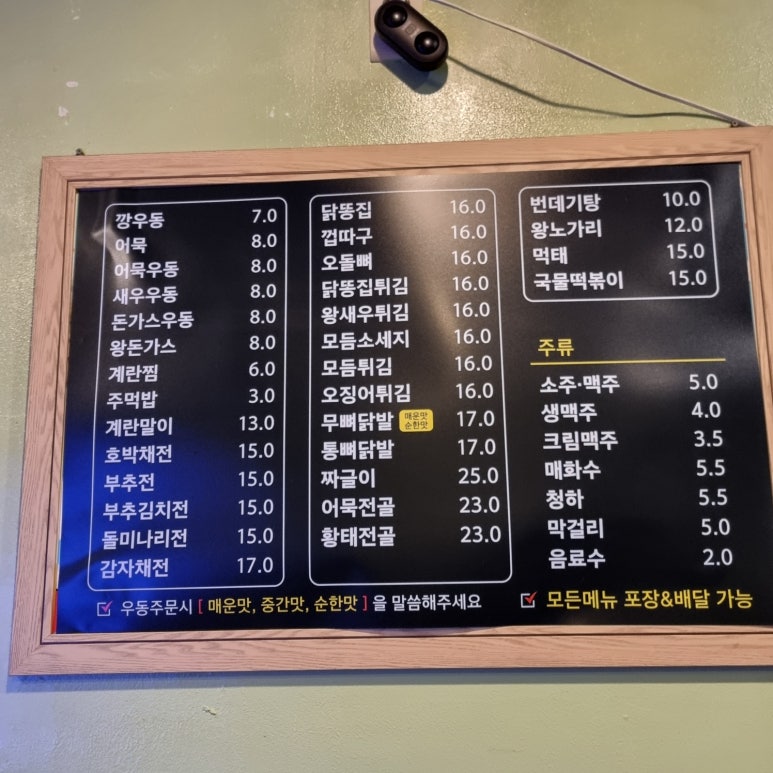 깡우동 7.0
어묵 8.0
어묵우동 8.0
새우우동 8.0
돈가스우동 8.0
왕돈가스 8.0
계란찜 6.0
주먹밥 3.0
계란말이 13.0
호박채전 15.0
부추전 15.0
부추김치전 15.0
돌미나리전 15.0
감자채전 17.0
닭똥집 16.0
껍따구 16.0
오돌뼈 16.0
닭똥집튀김 16.0
왕새우튀김 16.0
모듬소세지 16.0
모듬튀김 16.0
오징어튀김 16.0
무뼈닭발 매운맛 순한맛 17.0
통뼈닭발 17.0
짜글이 25.0
어묵전골 23.0
황태전골 23.0
번데기탕 10.0
왕노가리 12.0
먹태 15.0
국물떡볶이 15.0
주류
소주·맥주 5.0
생맥주 4.0
크림맥주 3.5
매화수 5.5
청하 5.5
막걸리 5.0
음료수 2.0
우동주문시 [ 매운맛, 중간맛, 순한맛 ] 을 말씀해주세요
모든메뉴 포장&배달 가능